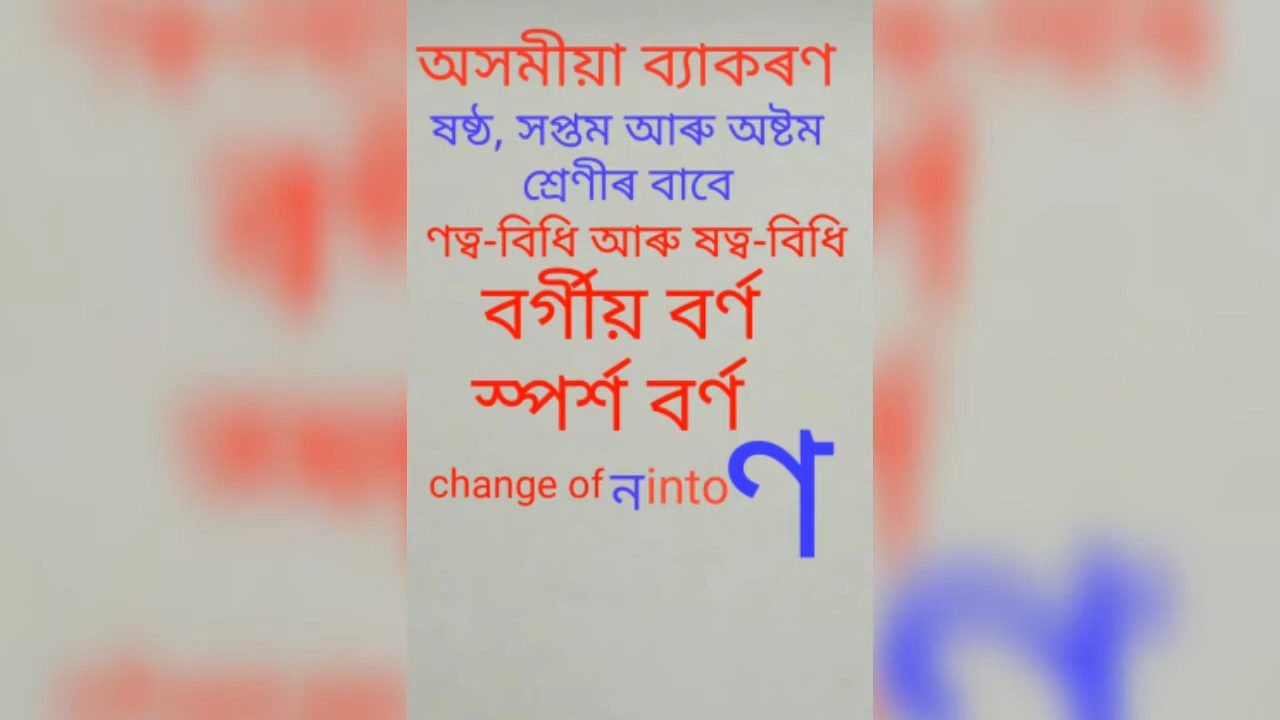 অসমীয়া ব্যাকৰণ
ষষ্ঠ, সপ্তম আৰু অষ্টম
শ্ৰেণীৰ বাবে
ণত্ব-বিধি আৰু ষত্ব-বিধি
বৰ্গীয় বৰ্ণ
স্পৰ্শ বৰ্ণ
change of ন into ণ